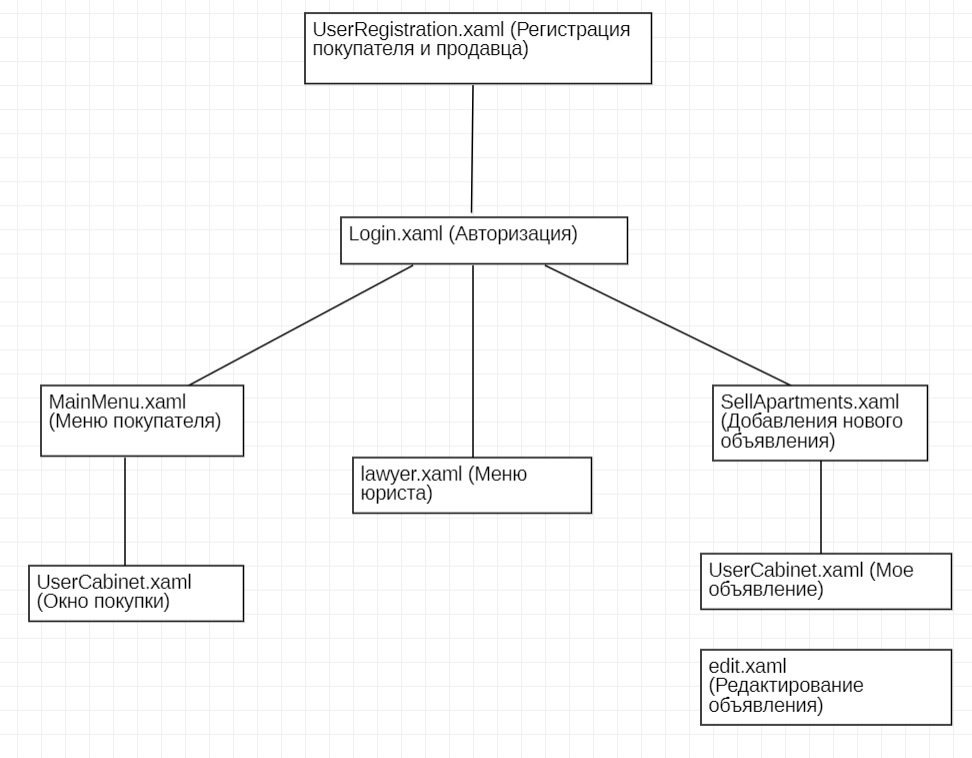 UserRegistration.xaml (Регистрация
покупателя и продавца)
Login.xaml (Авторизация)
MainMenu.xaml
(Меню покупателя)
lawyer.xaml (Меню
юриста)
SellApartments.xaml
(Добавления нового
объявления)
UserCabinet.xaml
(Окно покупки)
UserCabinet.xaml (Мое
объявление)
edit.xaml
(Редактирование
объявления)